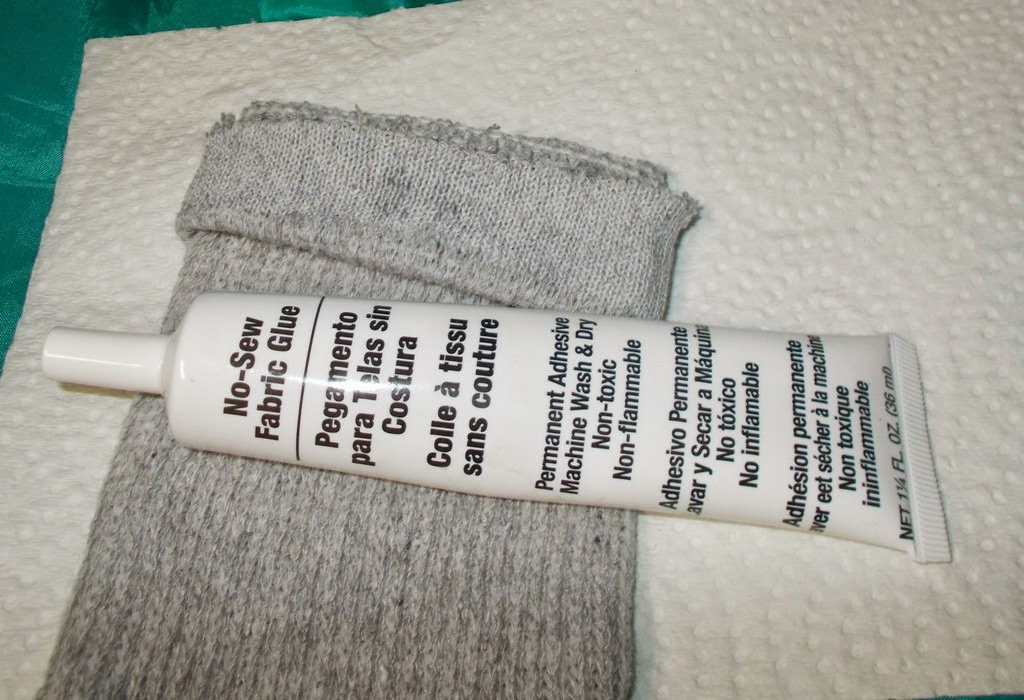 No-Sew
Fabric Glue
Pegamento
para Telas sin
Costura
Colle à tissu
sans couture
Permanent Adhesive
Machine Wash & Dry
Non-toxic
Non-flammable
Adhesivo Permanente
avar y Secar a Máquina
No tóxico
No inflamable
Adhésion permanente
ver eet sécher à la machine
Non toxique
ininflammable
NET 1¼ FL. OZ. (36 ml)